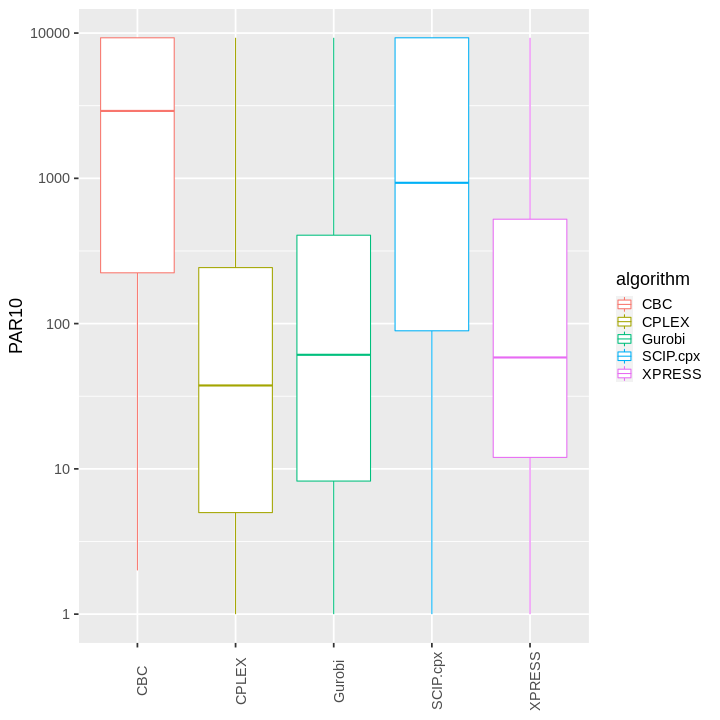 PAR10
10000
1000
100
10
1
CBC
CPLEX
Gurobi
SCIP.cpx
XPRESS
algorithm
CBC
CPLEX
Gurobi
SCIP.cpx
XPRESS